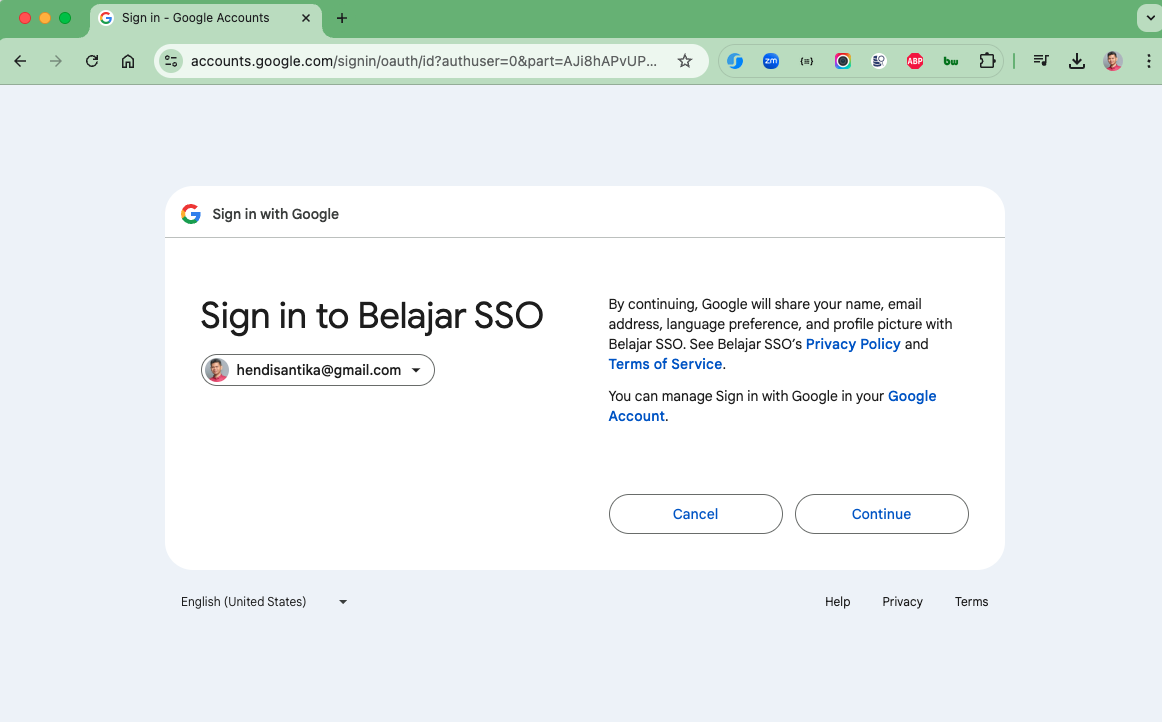 Sign in - Google Accounts
accounts.google.com/signin/oauth/id?authuser=0&part=AJi8hAPvUP...
zm
{≡}
ABP
bw
Sign in with Google
Sign in to Belajar SSO
hendisantika@gmail.com
By continuing, Google will share your name, email
address, language preference, and profile picture with
Belajar SSO. See Belajar SSO’s Privacy Policy and
Terms of Service.
You can manage Sign in with Google in your Google
Account.
Cancel
Continue
English (United States)
Help
Privacy
Terms